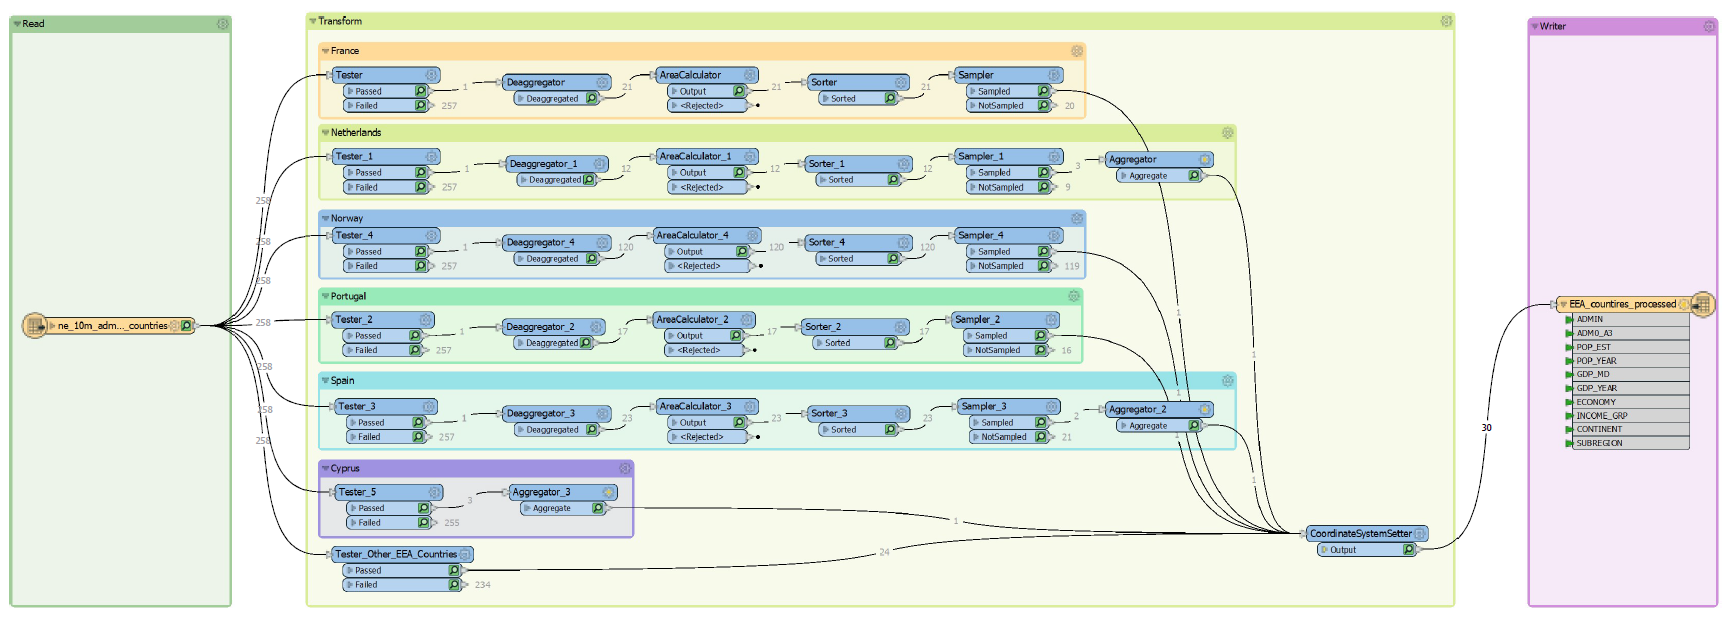 Read
ne_10m_adm..._countries
258
258
258
258
258
258
258
Transform
France
Tester
Passed
Failed
1
257
Deaggregator
Deaggregated
21
AreaCalculator
Output
<Rejected>
21
Sorter
Sorted
21
Sampler
Sampled
NotSampled
20
Netherlands
Tester_1
Passed
Failed
1
257
Deaggregator_1
Deaggregated
12
AreaCalculator_1
Output
<Rejected>
12
Sorter_1
Sorted
12
Sampler_1
Sampled
NotSampled
3
9
Aggregator
Aggregate
Norway
Tester_4
Passed
Failed
1
257
Deaggregator_4
Deaggregated
120
AreaCalculator_4
Output
<Rejected>
120
Sorter_4
Sorted
120
Sampler_4
Sampled
NotSampled
119
Portugal
Tester_2
Passed
Failed
1
257
Deaggregator_2
Deaggregated
17
AreaCalculator_2
Output
<Rejected>
17
Sorter_2
Sorted
17
Sampler_2
Sampled
NotSampled
16
Spain
Tester_3
Passed
Failed
1
257
Deaggregator_3
Deaggregated
23
AreaCalculator_3
Output
<Rejected>
23
Sorter_3
Sorted
23
Sampler_3
Sampled
NotSampled
2
21
Aggregator_2
Aggregate
Cyprus
Tester_5
Passed
Failed
3
255
Aggregator_3
Aggregate
Tester_Other_EEA_Countries
Passed
Failed
234
1
1
1
1
1
1
24
CoordinateSystemSetter
Output
30
Writer
EEA_countires_processed
ADMIN
ADM0_A3
POP_EST
POP_YEAR
GDP_MD
GDP_YEAR
ECONOMY
INCOME_GRP
CONTINENT
SUBREGION